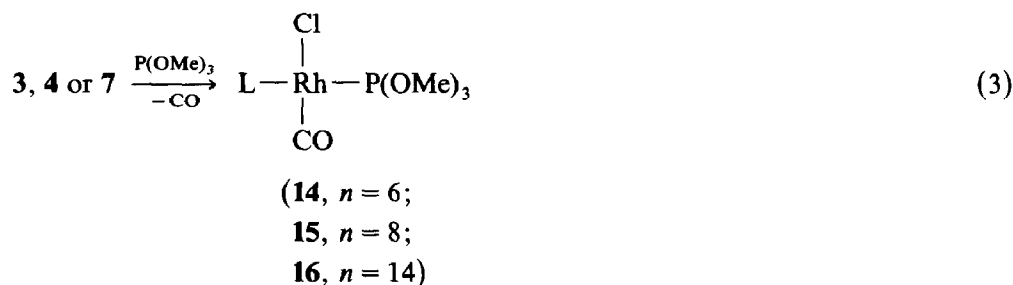 Cl
P(OMe)₃
3, 4 or 7 → L—Rh—P(OMe)₃ (3)
−CO
CO
(14, n = 6;
15, n = 8;
16, n = 14)